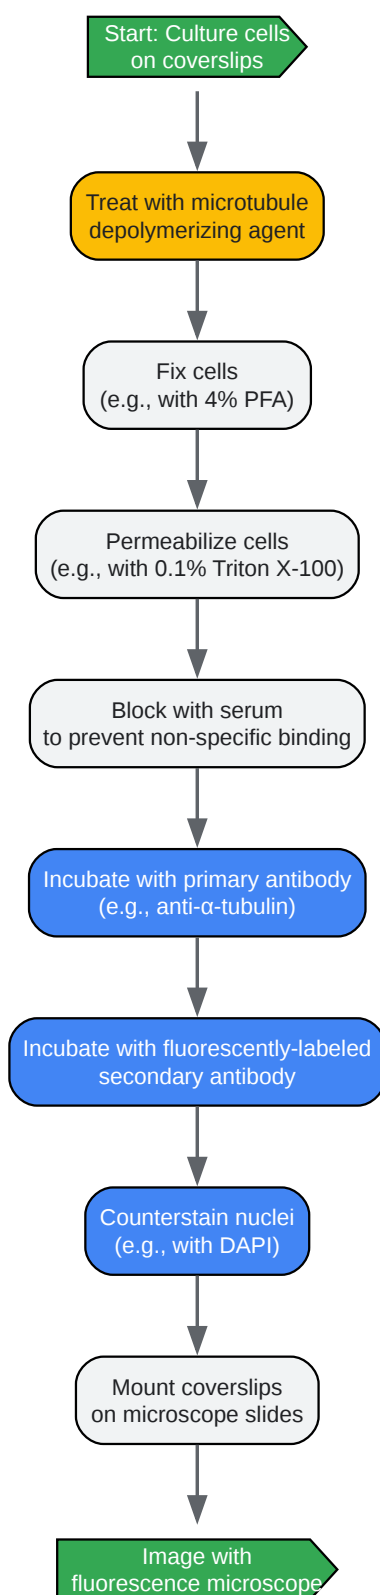 Start: Culture cells
on coverslips
Treat with microtubule
depolymerizing agent
Fix cells
(e.g., with 4% PFA)
Permeabilize cells
(e.g., with 0.1% Triton X-100)
Block with serum
to prevent non-specific binding
Incubate with primary antibody
(e.g., anti-α-tubulin)
Incubate with fluorescently-labeled
secondary antibody
Counterstain nuclei
(e.g., with DAPI)
Mount coverslips
on microscope slides
Image with
fluorescence microscope